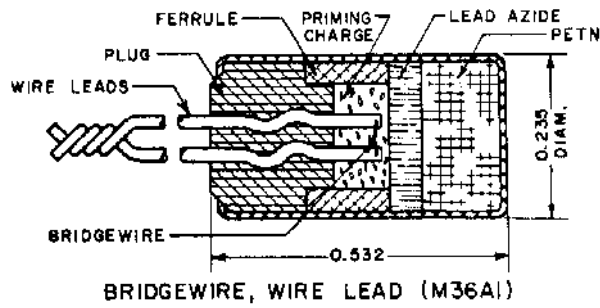 FERRULE
PRIMING
CHARGE
LEAD AZIDE
PETN
PLUG
WIRE LEADS
0.235
DIAM.
BRIDGEWIRE
0.532
BRIDGEWIRE, WIRE LEAD (M36A1)